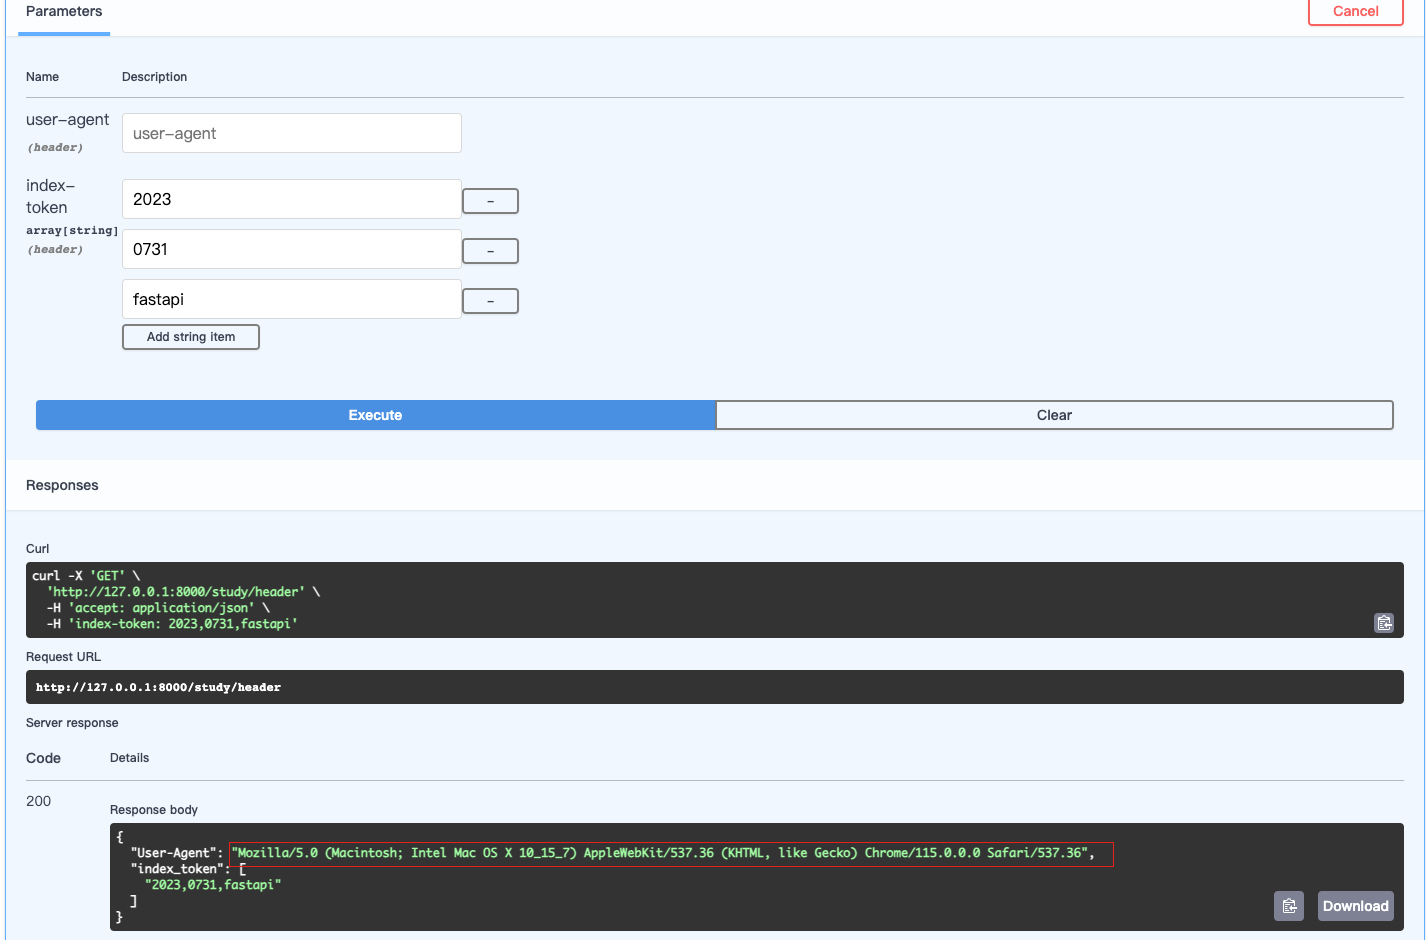 Parameters
Cancel
Name Description
user-agent
(header)
user-agent
index-
token
array[string]
(header)
2023
-
0731
-
fastapi
-
Add string item
Execute Clear
Responses
Curl
curl -X 'GET' \
'http://127.0.0.1:8000/study/header' \
-H 'accept: application/json' \
-H 'index-token: 2023,0731,fastapi'
Request URL
http://127.0.0.1:8000/study/header
Server response
Code Details
200
Response body
{
"User-Agent": "Mozilla/5.0 (Macintosh; Intel Mac OS X 10_15_7) AppleWebKit/537.36 (KHTML, like Gecko) Chrome/115.0.0.0 Safari/537.36",
"index_token": [
"2023,0731,fastapi"
]
}
Download